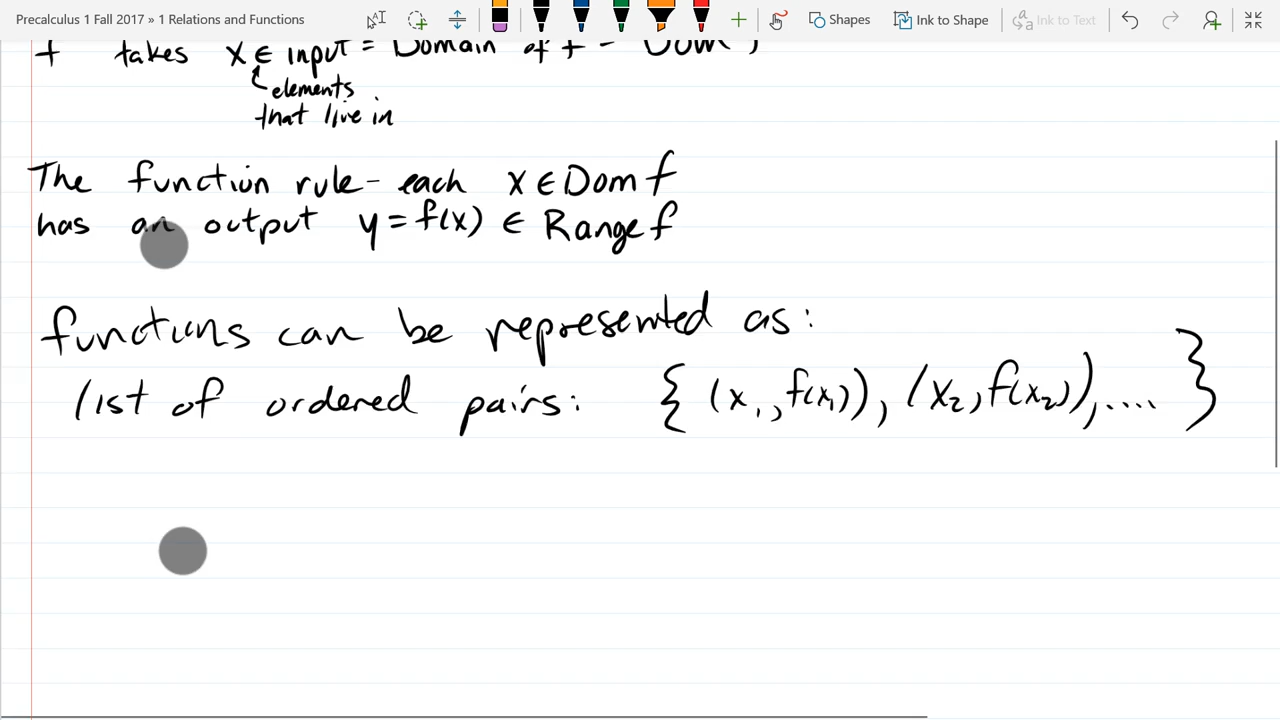 Precalculus 1 Fall 2017 » 1 Relations and Functions
Shapes
Ink to Shape
Ink to Text
f takes x ∈ input = Domain of f = Dom f
elements
that live in
The function rule - each x ∈ Dom f
has an output y = f(x) ∈ Range f
functions can be represented as:
list of ordered pairs: { (x₁, f(x₁)), (x₂, f(x₂)), .... }